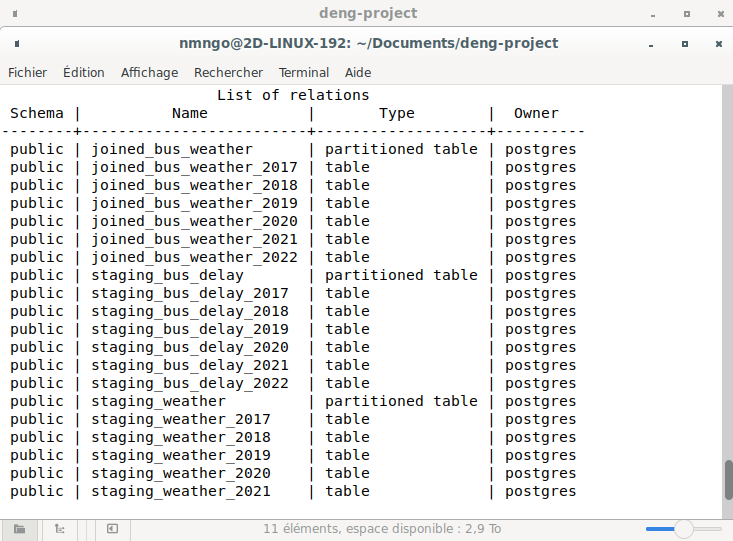 deng-project
nmngo@2D-LINUX-192: ~/Documents/deng-project
Fichier Édition Affichage Rechercher Terminal Aide
List of relations
Schema | Name | Type | Owner
--------+-------------------------+-------------------+----------
public | joined_bus_weather | partitioned table | postgres
public | joined_bus_weather_2017 | table | postgres
public | joined_bus_weather_2018 | table | postgres
public | joined_bus_weather_2019 | table | postgres
public | joined_bus_weather_2020 | table | postgres
public | joined_bus_weather_2021 | table | postgres
public | joined_bus_weather_2022 | table | postgres
public | staging_bus_delay | partitioned table | postgres
public | staging_bus_delay_2017 | table | postgres
public | staging_bus_delay_2018 | table | postgres
public | staging_bus_delay_2019 | table | postgres
public | staging_bus_delay_2020 | table | postgres
public | staging_bus_delay_2021 | table | postgres
public | staging_bus_delay_2022 | table | postgres
public | staging_weather | partitioned table | postgres
public | staging_weather_2017 | table | postgres
public | staging_weather_2018 | table | postgres
public | staging_weather_2019 | table | postgres
public | staging_weather_2020 | table | postgres
public | staging_weather_2021 | table | postgres
11 éléments, espace disponible : 2,9 To